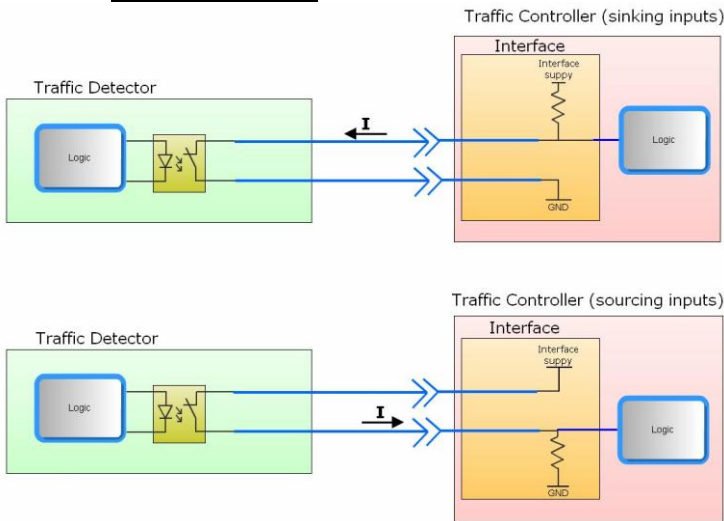 Traffic Controller (sinking inputs)
Interface
Interface
suppy
Traffic Detector
I
Logic
Logic
GND
Traffic Controller (sourcing inputs)
Interface
Traffic Detector
Interface
suppy
Logic
I
Logic
GND